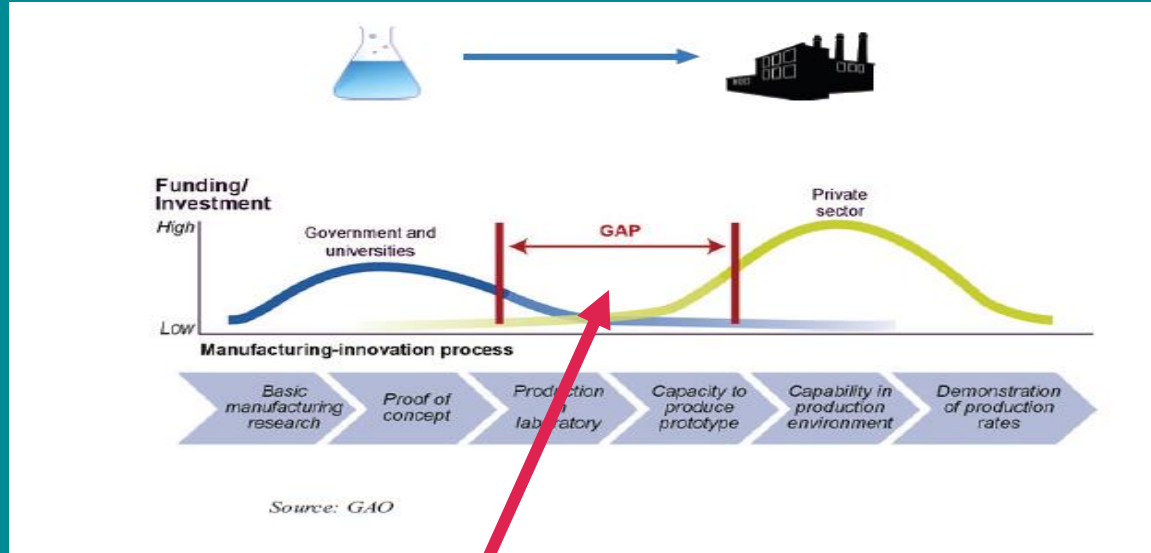 Funding/
Investment
High
Low
Government and
universities
GAP
Private
sector
Manufacturing-innovation process
Basic
manufacturing
research
Proof of
concept
Production
laboratory
Capacity to
produce
prototype
Capability in
production
environment
Demonstration
of production
rates
Source: GAO